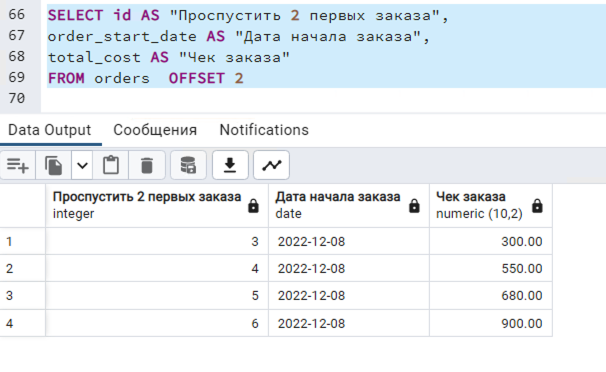 66 SELECT id AS "Проспустить 2 первых заказа",
67 order_start_date AS "Дата начала заказа",
68 total_cost AS "Чек заказа"
69 FROM orders  OFFSET 2
70
Data Output Сообщения Notifications
Проспустить 2 первых заказа Дата начала заказа Чек заказа
integer date numeric (10,2)
1 3 2022-12-08 300.00
2 4 2022-12-08 550.00
3 5 2022-12-08 680.00
4 6 2022-12-08 900.00